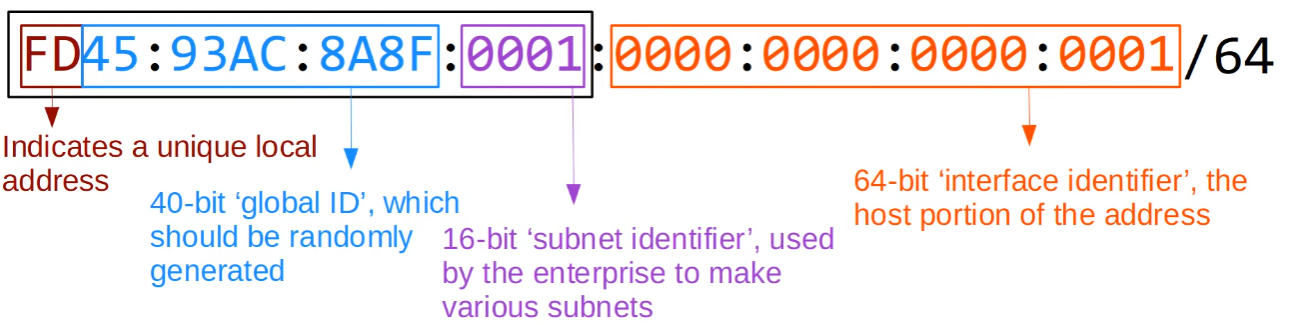 FD45:93AC:8A8F:0001:0000:0000:0000:0001/64
Indicates a unique local
address
40-bit ‘global ID’, which
should be randomly
generated
16-bit ‘subnet identifier’, used
by the enterprise to make
various subnets
64-bit ‘interface identifier’, the
host portion of the address